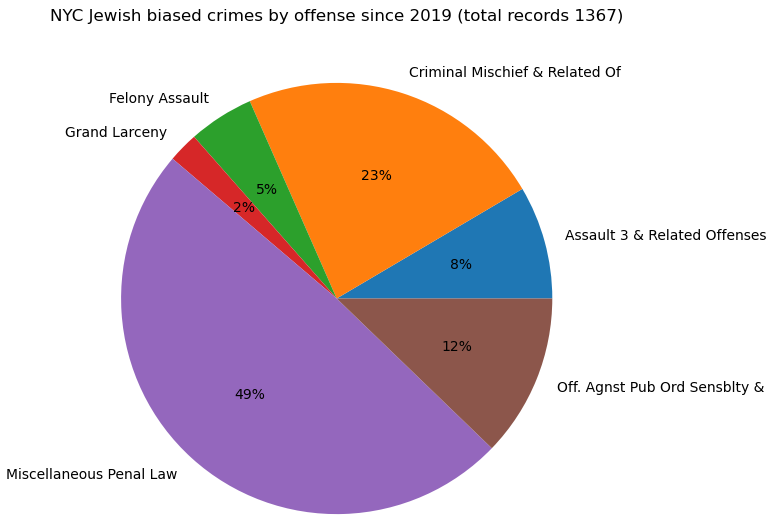 NYC Jewish biased crimes by offense since 2019 (total records 1367)
Criminal Mischief & Related Of
Felony Assault
Grand Larceny
23%
5%
2%
Assault 3 & Related Offenses
8%
12%
Off. Agnst Pub Ord Sensblty &
49%
Miscellaneous Penal Law